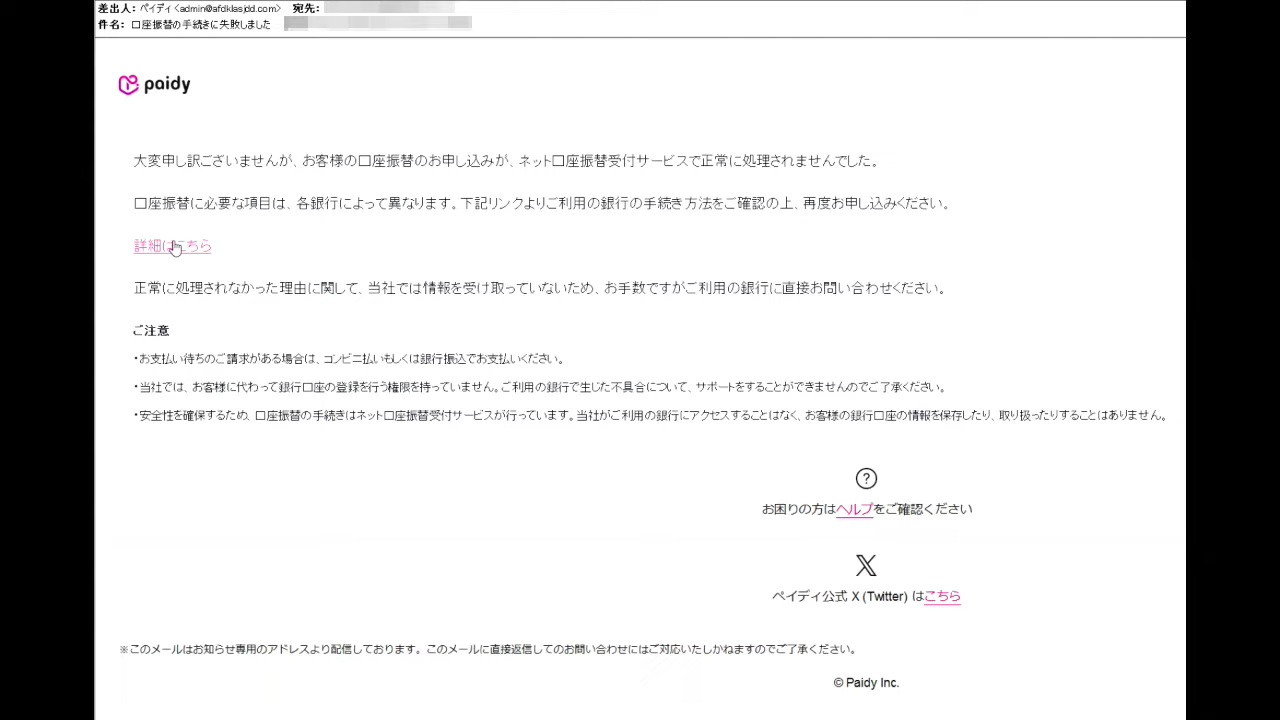 差出人: ペイディ <admin@afdklasjdd.com> 宛先:
件名: 口座振替の手続きに失敗しました
paidy
大変申し訳ございませんが、お客様の口座振替のお申し込みが、ネット口座振替受付サービスで正常に処理されませんでした。
口座振替に必要な項目は、各銀行によって異なります。下記リンクよりご利用の銀行の手続き方法をご確認の上、再度お申し込みください。
詳細はこちら
正常に処理されなかった理由に関して、当社では情報を受け取っていないため、お手数ですがご利用の銀行に直接お問い合わせください。
ご注意
・お支払い待ちのご請求がある場合は、コンビニ払いもしくは銀行振込でお支払いください。
・当社では、お客様に代わって銀行口座の登録を行う権限を持っていません。ご利用の銀行で生じた不具合について、サポートをすることができませんのでご了承ください。
・安全性を確保するため、口座振替の手続きはネット口座振替受付サービスが行っています。当社がご利用の銀行にアクセスすることはなく、お客様の銀行口座の情報を保存したり、取り扱ったりすることはありません。
?
お困りの方はヘルプをご確認ください
X
ペイディ公式 X (Twitter) はこちら
※このメールはお知らせ専用のアドレスより配信しております。このメールに直接返信してのお問い合わせにはご対応いたしかねますのでご了承ください。
© Paidy Inc.